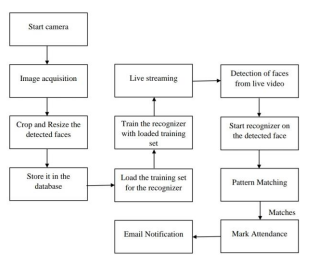 Start camera
Image acquisition
Crop and Resize the
detected faces
Store it in the
database
Load the training set
for the recognizer
Train the recognizer
with loaded training
set
Live streaming
Detection of faces
from live video
Start recognizer on
the detected face
Pattern Matching
Matches
Mark Attendance
Email Notification